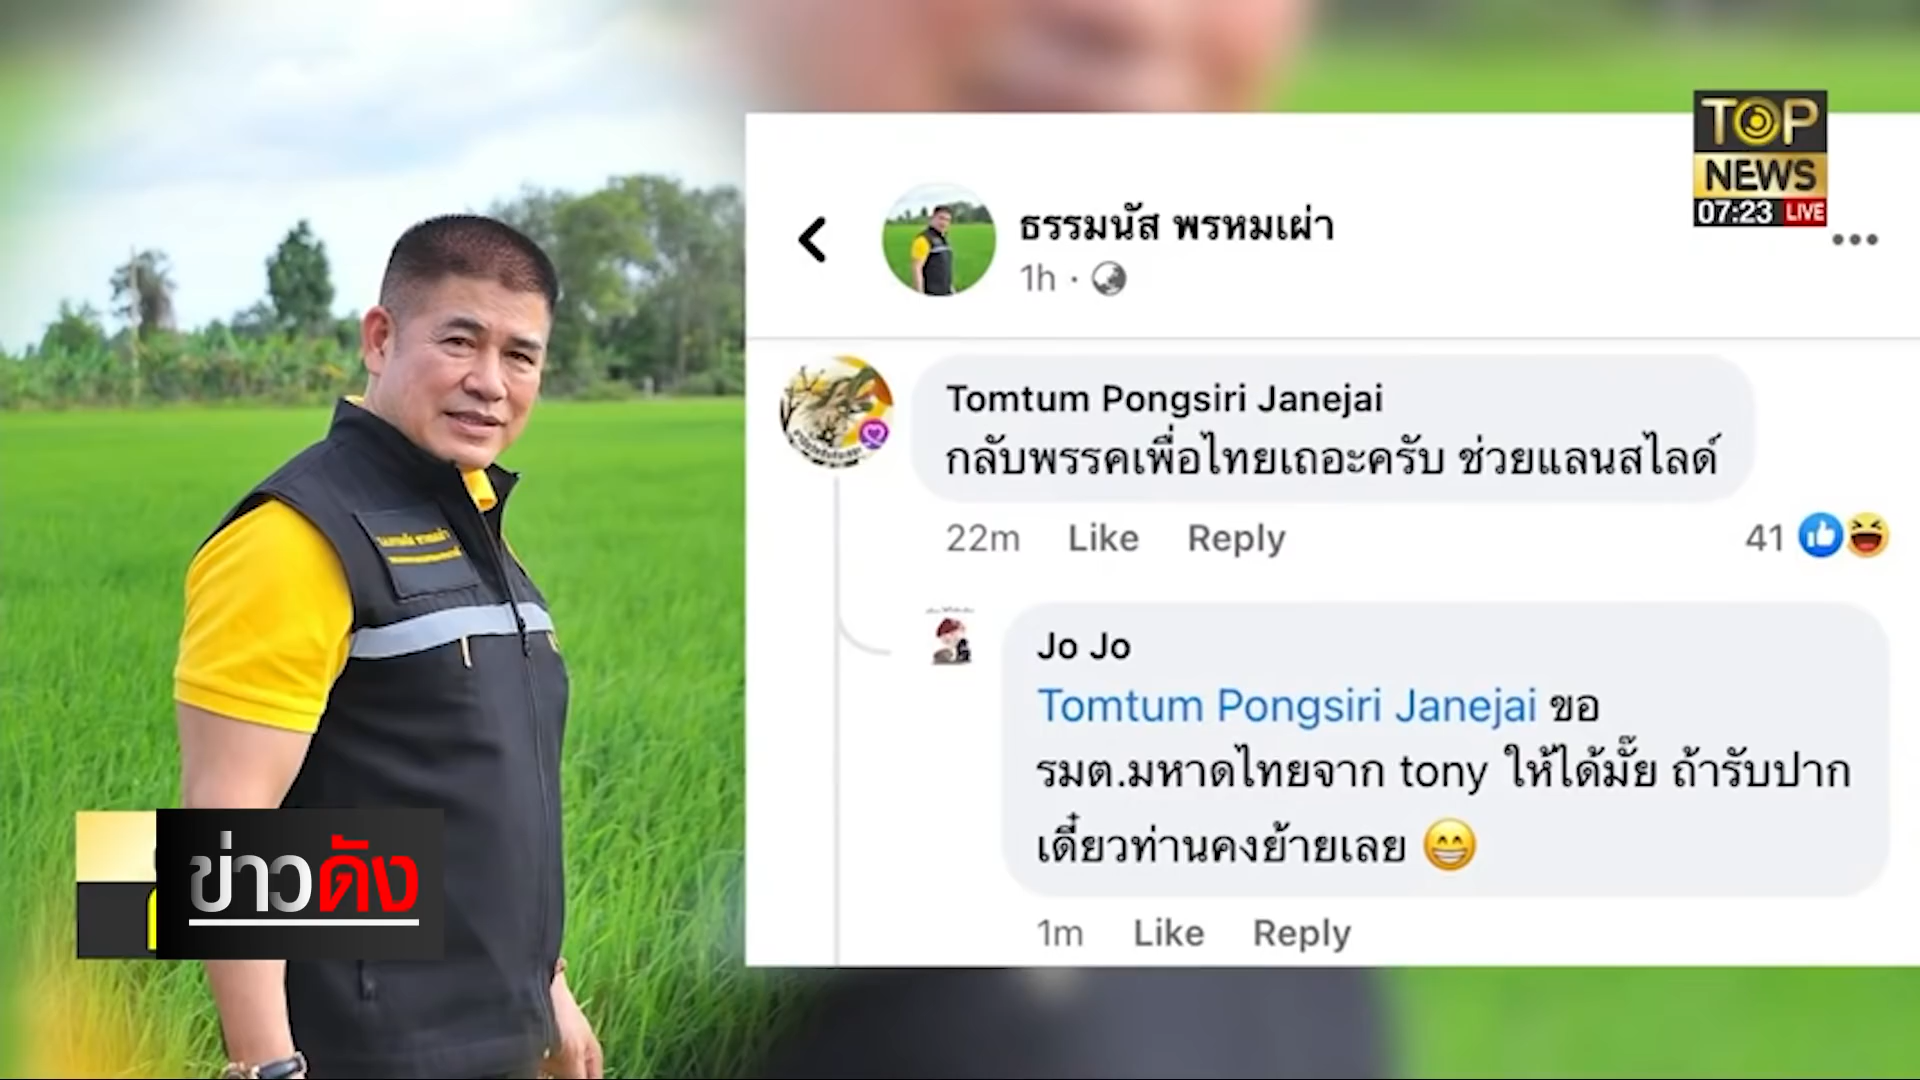 TOP
NEWS
07:23 LIVE
ธรรมนัส พรหมเผ่า
1h ·
Tomtum Pongsiri Janejai
กลับพรรคเพื่อไทยเถอะครับ ช่วยแลนสไลด์
22m Like Reply 41
Jo Jo
Tomtum Pongsiri Janejai ขอ
รมต.มหาดไทยจาก tony ให้ได้มั๊ย ถ้ารับปาก
เดี๋ยวท่านคงย้ายเลย 😁
1m Like Reply
ข่าวดัง